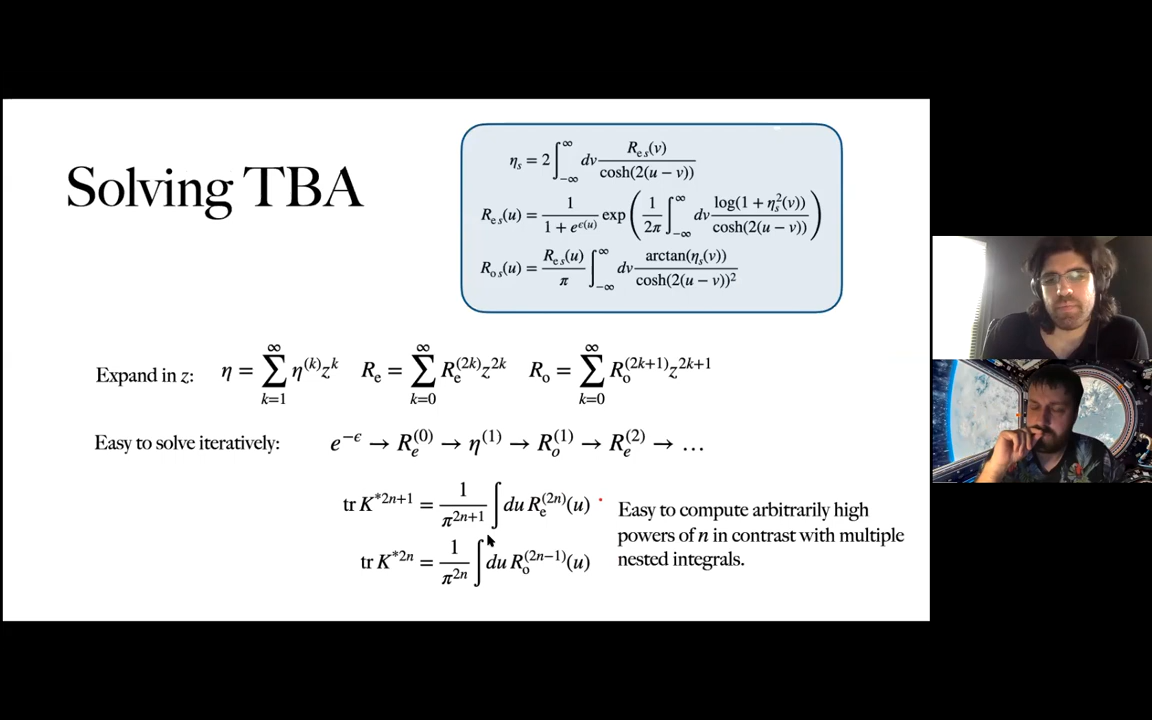 Solving TBA
η_s = 2∫_{-∞}^{∞} dv R_{e s}(v) / cosh(2(u − v))
R_{e s}(u) = 1 / (1 + e^{ϵ(u)}) exp( 1/(2π) ∫_{-∞}^{∞} dv log(1 + η_s^2(v)) / cosh(2(u − v)) )
R_{o s}(u) = R_{e s}(u) / π ∫_{-∞}^{∞} dv arctan(η_s(v)) / cosh(2(u − v))^2
Expand in z: η = ∑_{k=1}^{∞} η^{(k)} z^k R_e = ∑_{k=0}^{∞} R_e^{(2k)} z^{2k} R_o = ∑_{k=0}^{∞} R_o^{(2k+1)} z^{2k+1}
Easy to solve iteratively: e^{−ϵ} → R_e^{(0)} → η^{(1)} → R_o^{(1)} → R_e^{(2)} → …
tr K^{*2n+1} = 1/π^{2n+1} ∫ du R_e^{(2n)}(u)
tr K^{*2n} = 1/π^{2n} ∫ du R_o^{(2n−1)}(u)
Easy to compute arbitrarily high
powers of n in contrast with multiple
nested integrals.